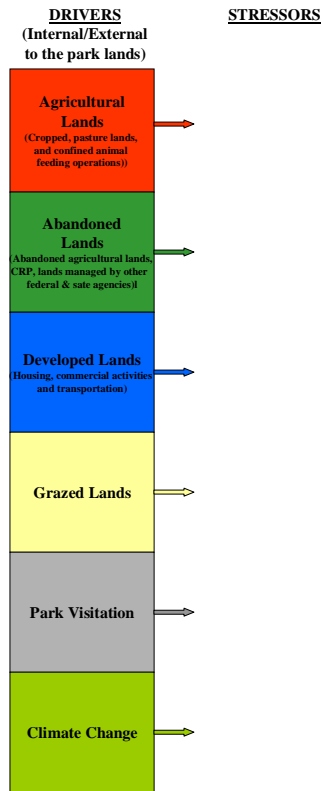 DRIVERS
(Internal/External
to the park lands)
STRESSORS
Agricultural
Lands
(Cropped, pasture lands,
and confined animal
feeding operations))
Abandoned
Lands
(Abandoned agricultural lands,
CRP, lands managed by other
federal & sate agencies)l
Developed Lands
(Housing, commercial activities
and transportation)
Grazed Lands
Park Visitation
Climate Change